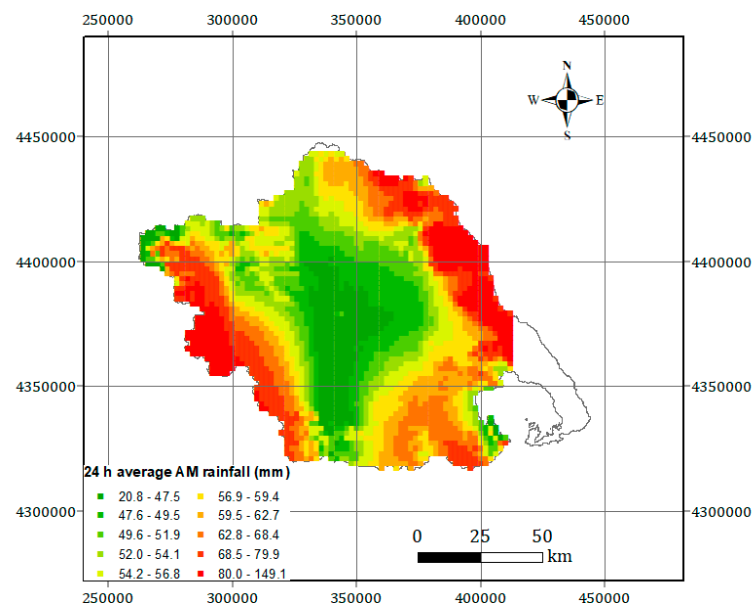 250000 300000 350000 400000 450000
N
W E
S
4450000 4450000
4400000 4400000
4350000 4350000
4300000 4300000
24 h average AM rainfall (mm)
20.8 - 47.5 56.9 - 59.4
47.6 - 49.5 59.5 - 62.7
49.6 - 51.9 62.8 - 68.4
52.0 - 54.1 68.5 - 79.9
54.2 - 56.8 80.0 - 149.1
0 25 50
km
250000 300000 350000 400000 450000